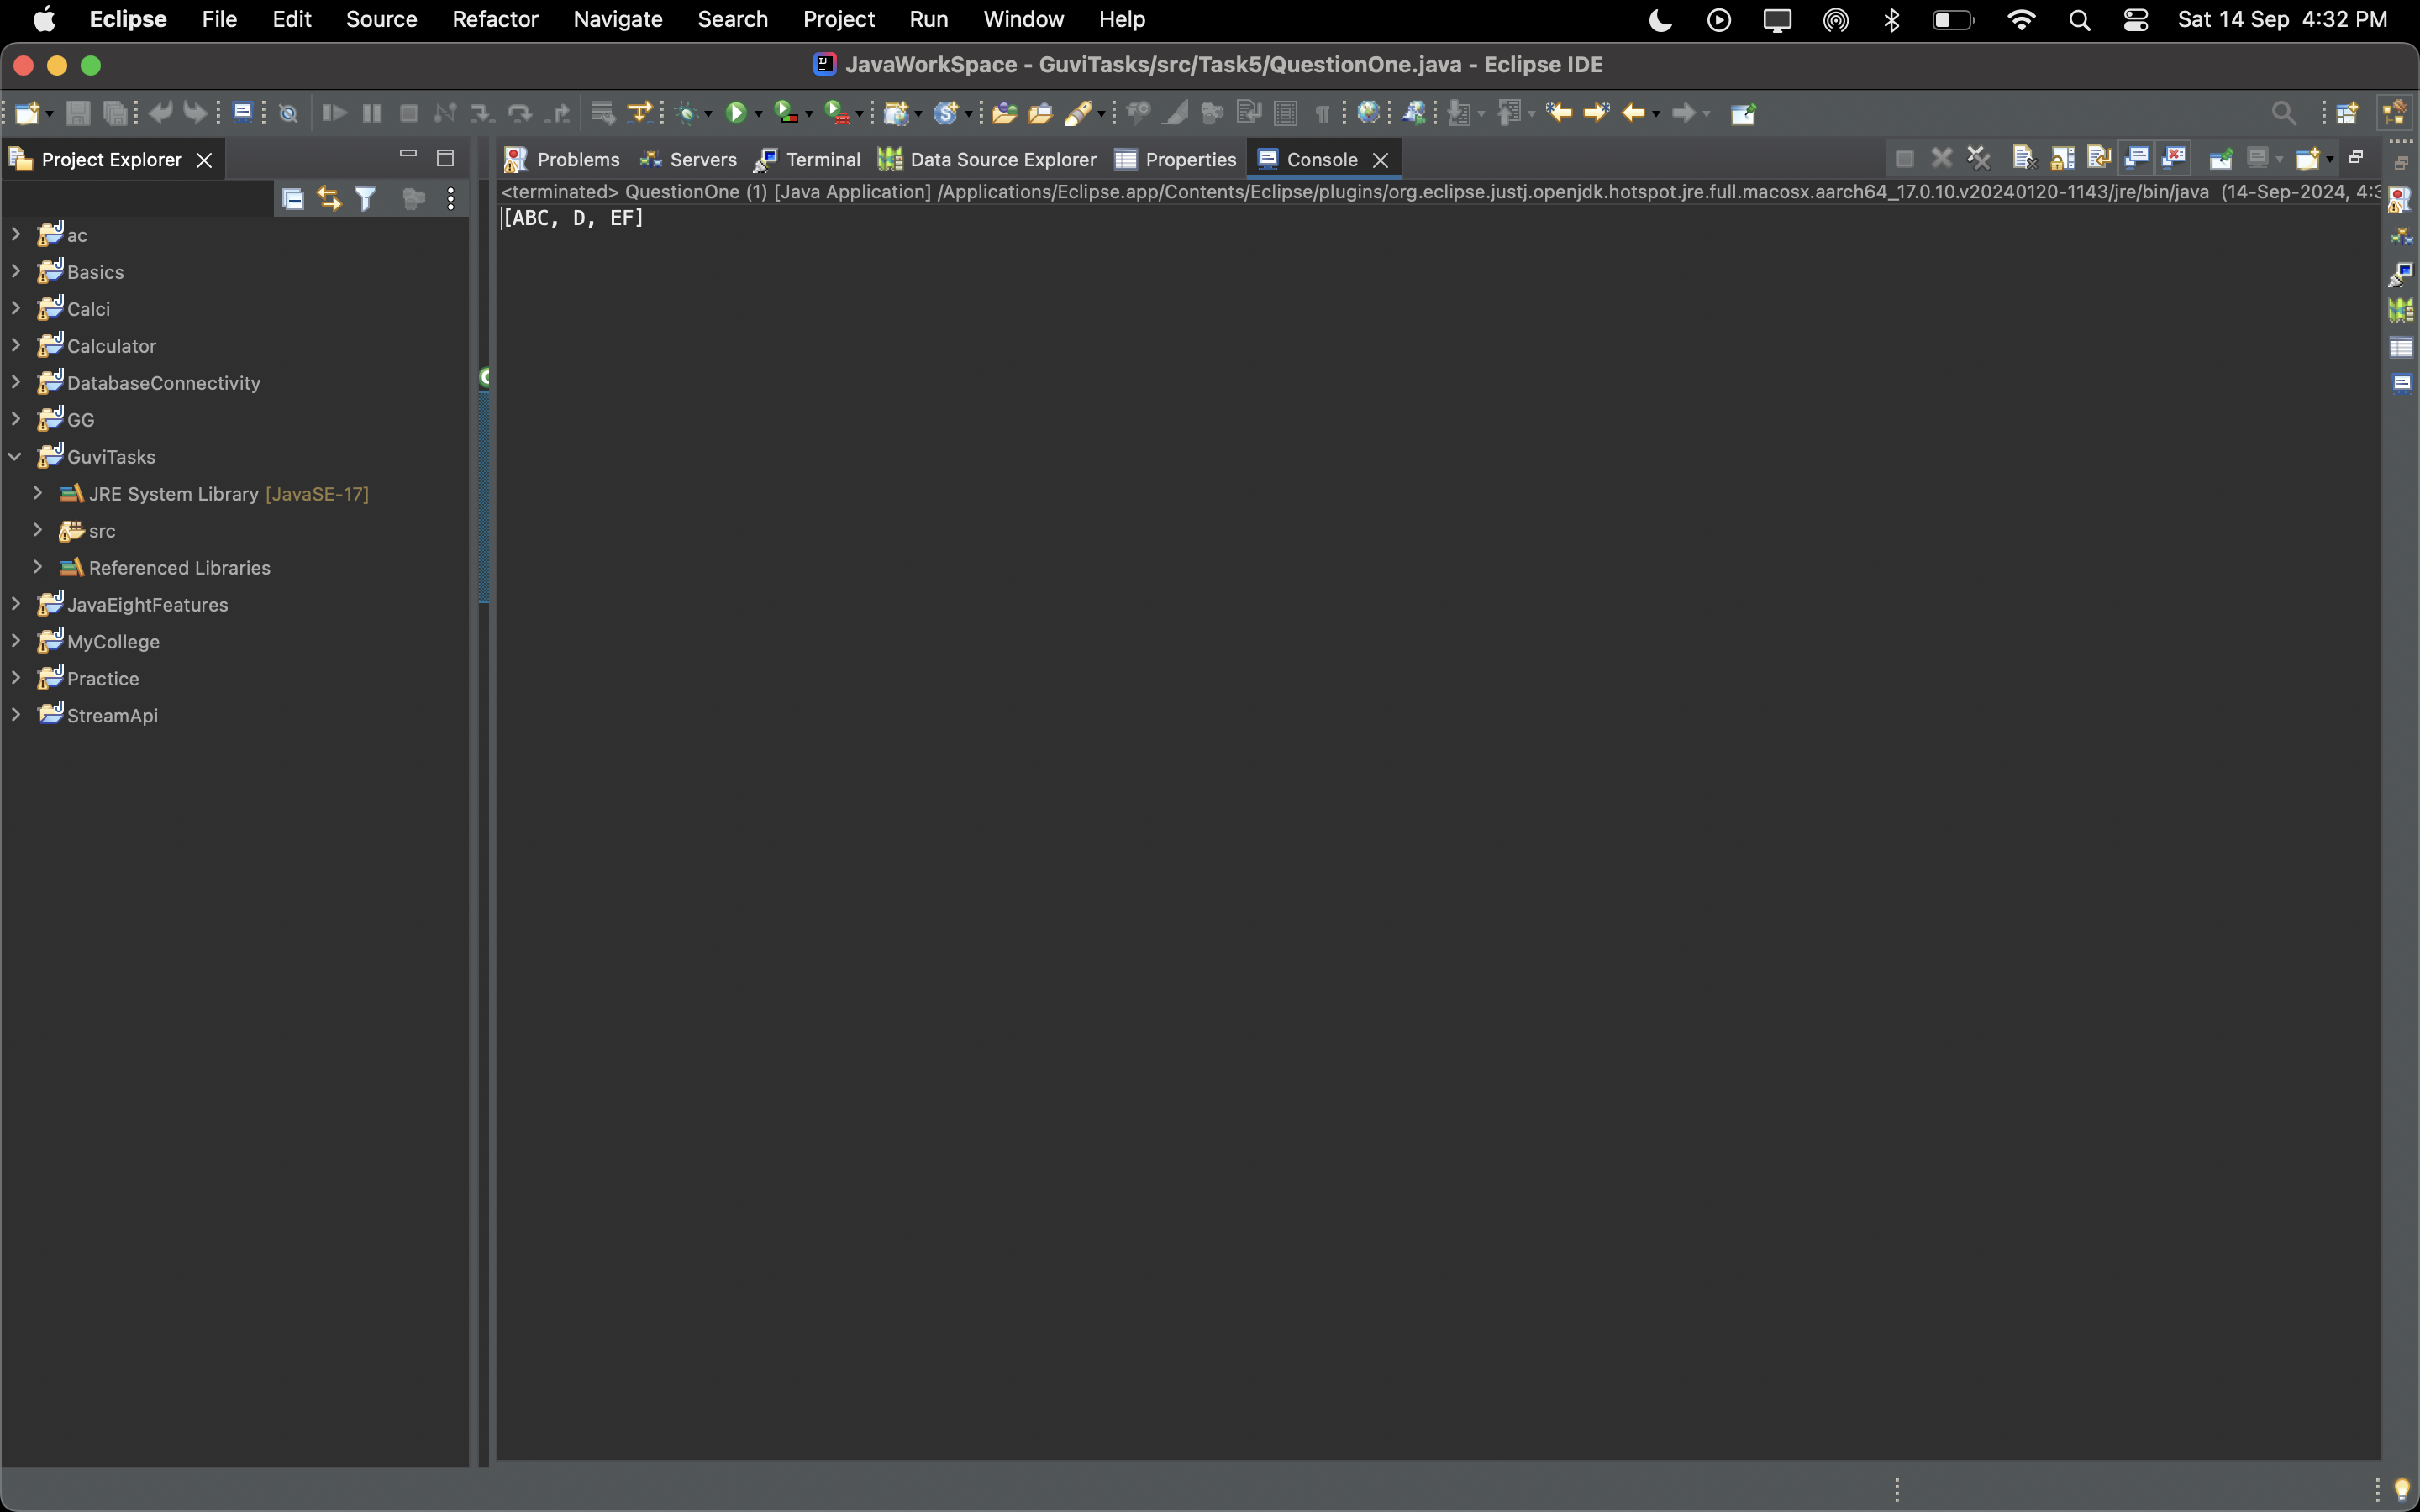 Eclipse File Edit Source Refactor Navigate Search Project Run Window Help Sat 14 Sep 4:32 PM
JavaWorkSpace - GuviTasks/src/Task5/QuestionOne.java - Eclipse IDE
Project Explorer
Problems Servers Terminal Data Source Explorer Properties Console
<terminated> QuestionOne (1) [Java Application] /Applications/Eclipse.app/Contents/Eclipse/plugins/org.eclipse.justj.openjdk.hotspot.jre.full.macosx.aarch64_17.0.10.v20240120-1143/jre/bin/java (14-Sep-2024, 4:3
[ABC, D, EF]
ac
Basics
Calci
Calculator
DatabaseConnectivity
GG
GuviTasks
JRE System Library [JavaSE-17]
src
Referenced Libraries
JavaEightFeatures
MyCollege
Practice
StreamApi